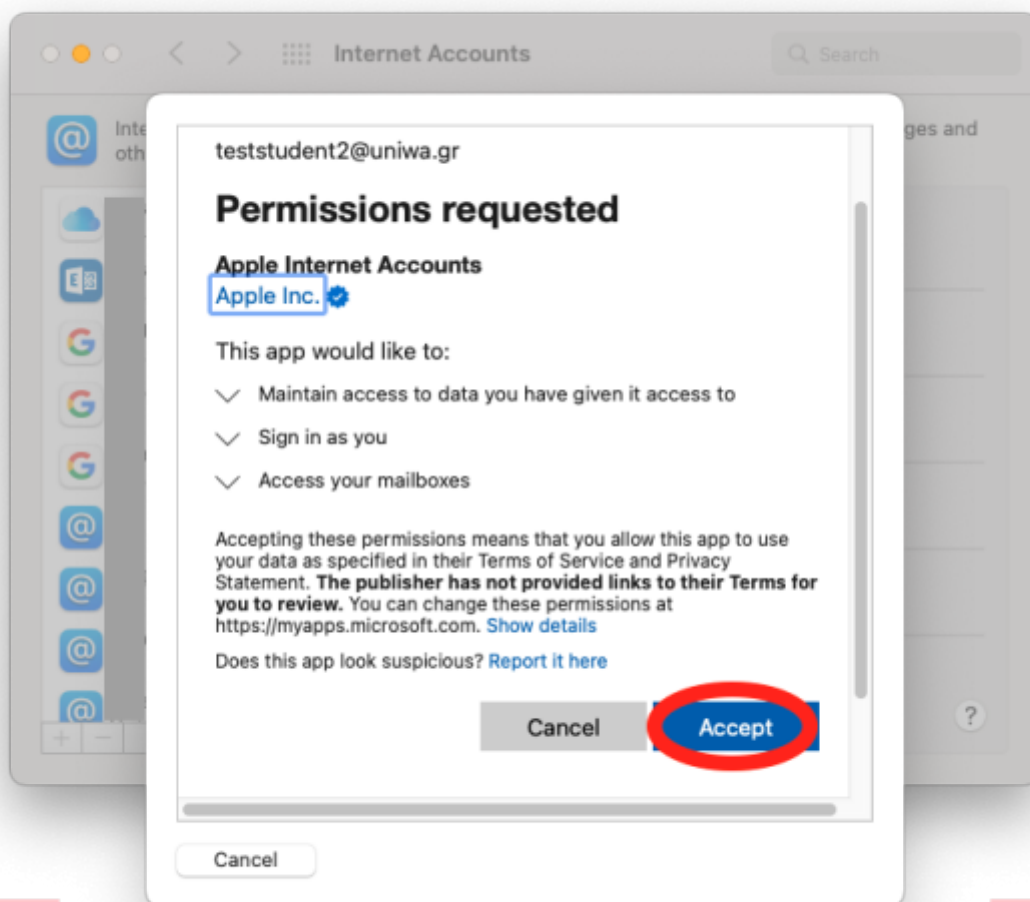 Internet Accounts
Search
Inte
ges and
oth
teststudent2@uniwa.gr
Permissions requested
Apple Internet Accounts
Apple Inc.
This app would like to:
Maintain access to data you have given it access to
Sign in as you
Access your mailboxes
Accepting these permissions means that you allow this app to use
your data as specified in their Terms of Service and Privacy
Statement. The publisher has not provided links to their Terms for
you to review. You can change these permissions at
https://myapps.microsoft.com. Show details
Does this app look suspicious? Report it here
Cancel
Accept
?
Cancel